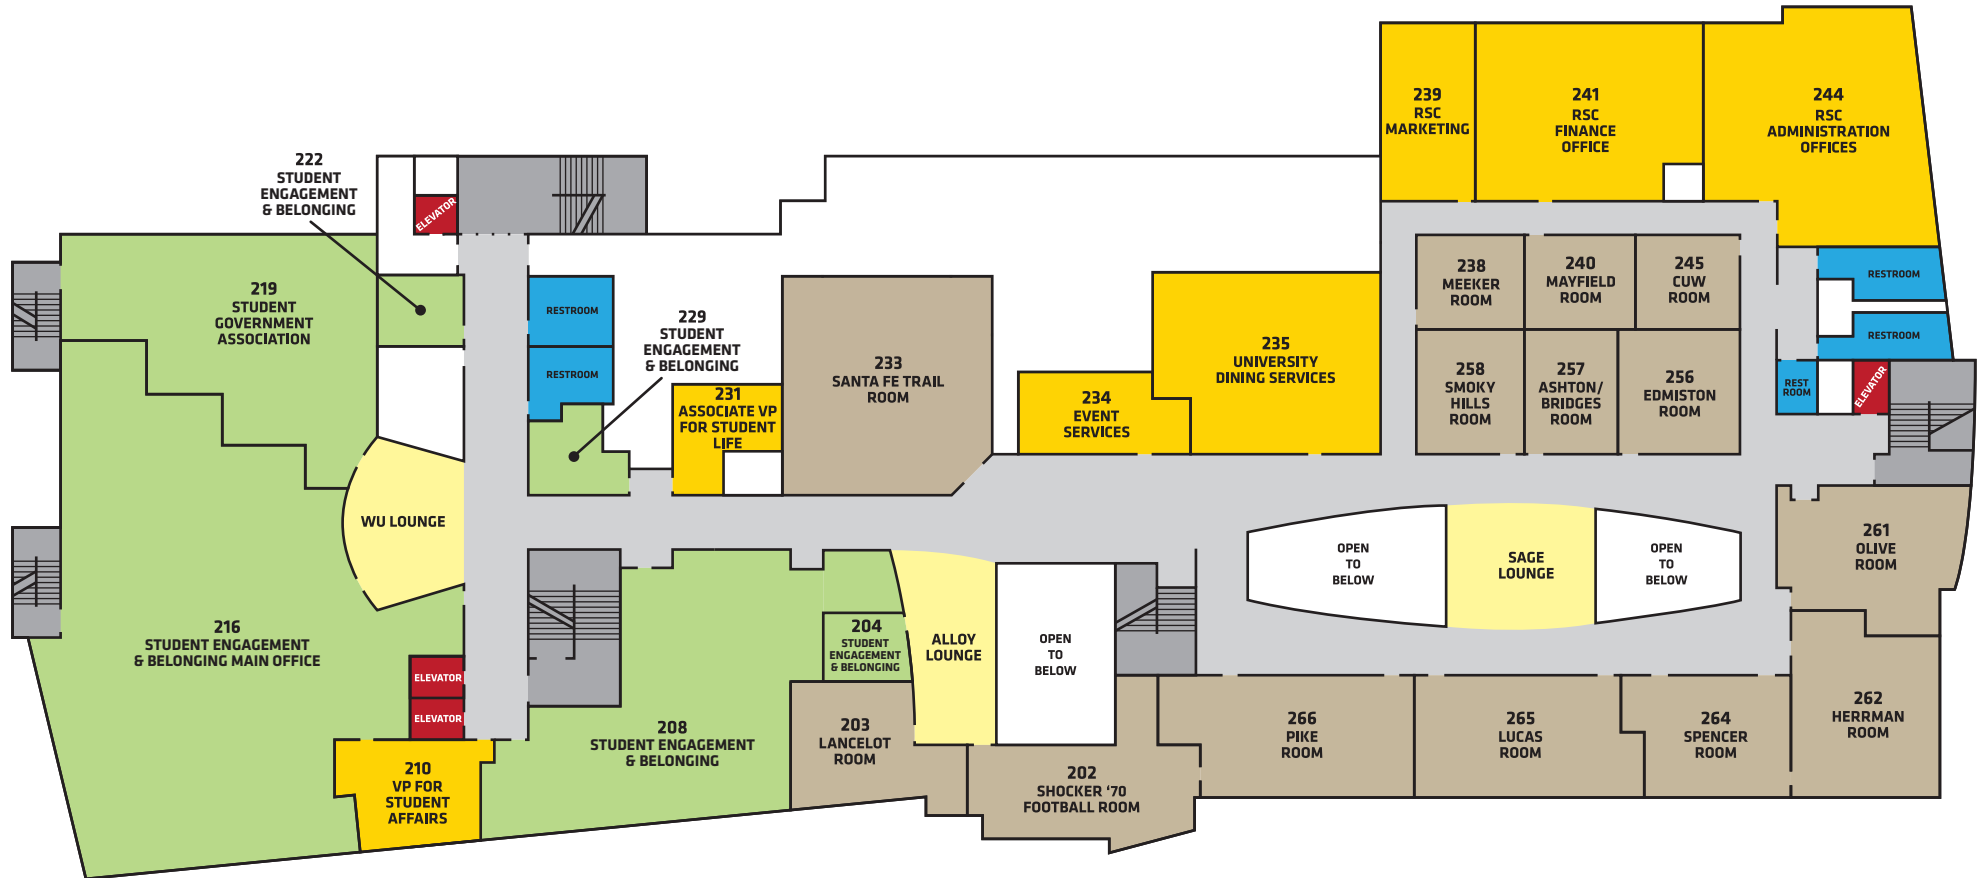 222
STUDENT
ENGAGEMENT
& BELONGING
ELEVATOR
219
STUDENT
GOVERNMENT
ASSOCIATION
RESTROOM
RESTROOM
229
STUDENT
ENGAGEMENT
& BELONGING
231
ASSOCIATE VP
FOR STUDENT
LIFE
233
SANTA FE TRAIL
ROOM
234
EVENT
SERVICES
235
UNIVERSITY
DINING SERVICES
239
RSC
MARKETING
241
RSC
FINANCE
OFFICE
244
RSC
ADMINISTRATION
OFFICES
238
MEEKER
ROOM
240
MAYFIELD
ROOM
245
CUW
ROOM
258
SMOKY
HILLS
ROOM
257
ASHTON/
BRIDGES
ROOM
256
EDMISTON
ROOM
RESTROOM
RESTROOM
REST
ROOM
ELEVATOR
WU LOUNGE
216
STUDENT ENGAGEMENT
& BELONGING MAIN OFFICE
ELEVATOR
ELEVATOR
210
VP FOR
STUDENT
AFFAIRS
208
STUDENT ENGAGEMENT
& BELONGING
204
STUDENT
ENGAGEMENT
& BELONGING
203
LANCELOT
ROOM
ALLOY
LOUNGE
OPEN
TO
BELOW
202
SHOCKER ‘70
FOOTBALL ROOM
OPEN
TO
BELOW
SAGE
LOUNGE
OPEN
TO
BELOW
261
OLIVE
ROOM
266
PIKE
ROOM
265
LUCAS
ROOM
264
SPENCER
ROOM
262
HERRMAN
ROOM